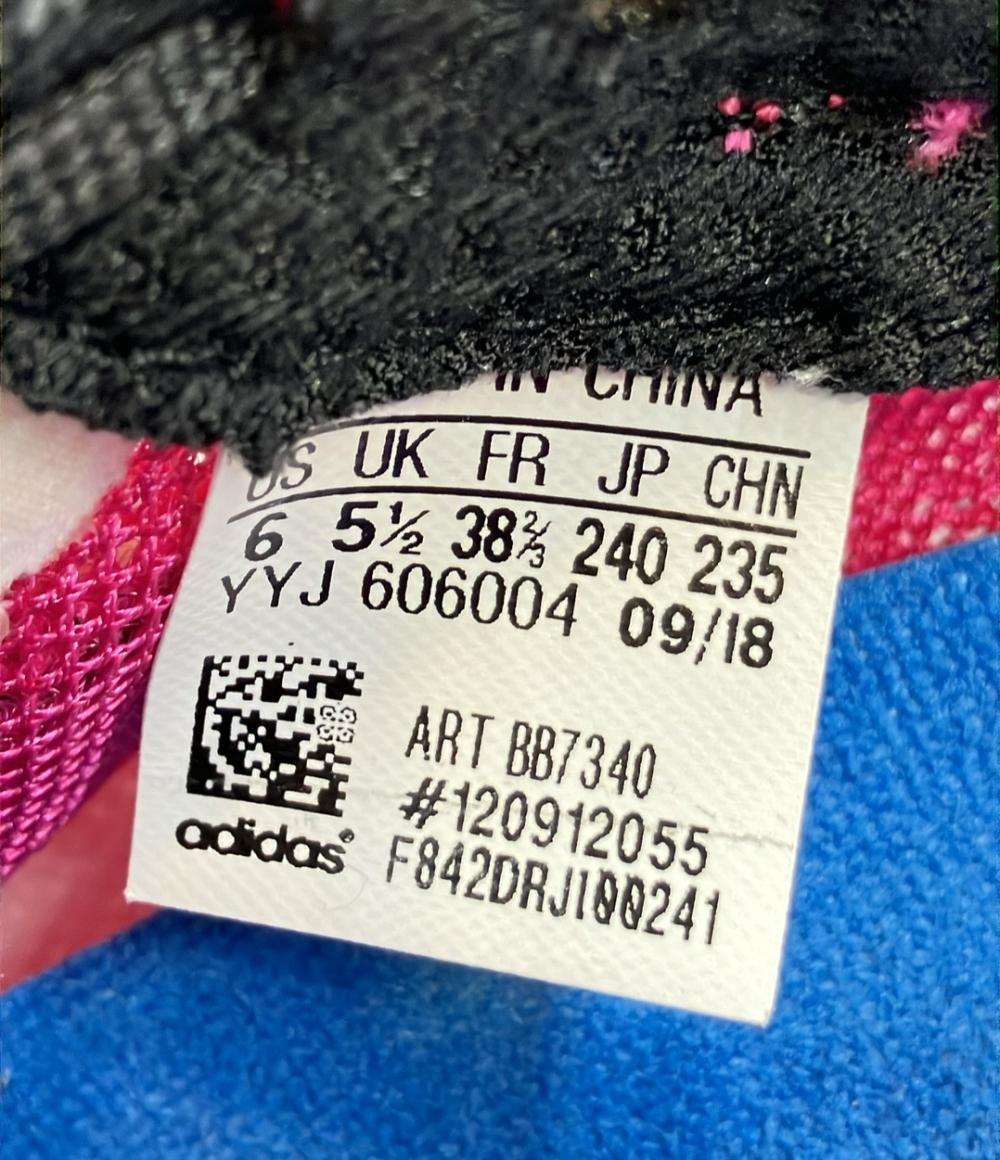 IN CHINA
US UK FR JP CHN
6 5½ 38⅔ 240 235
YYJ 606004 09/18
ART BB7340
#120912055
adidas® F842DRJI00241